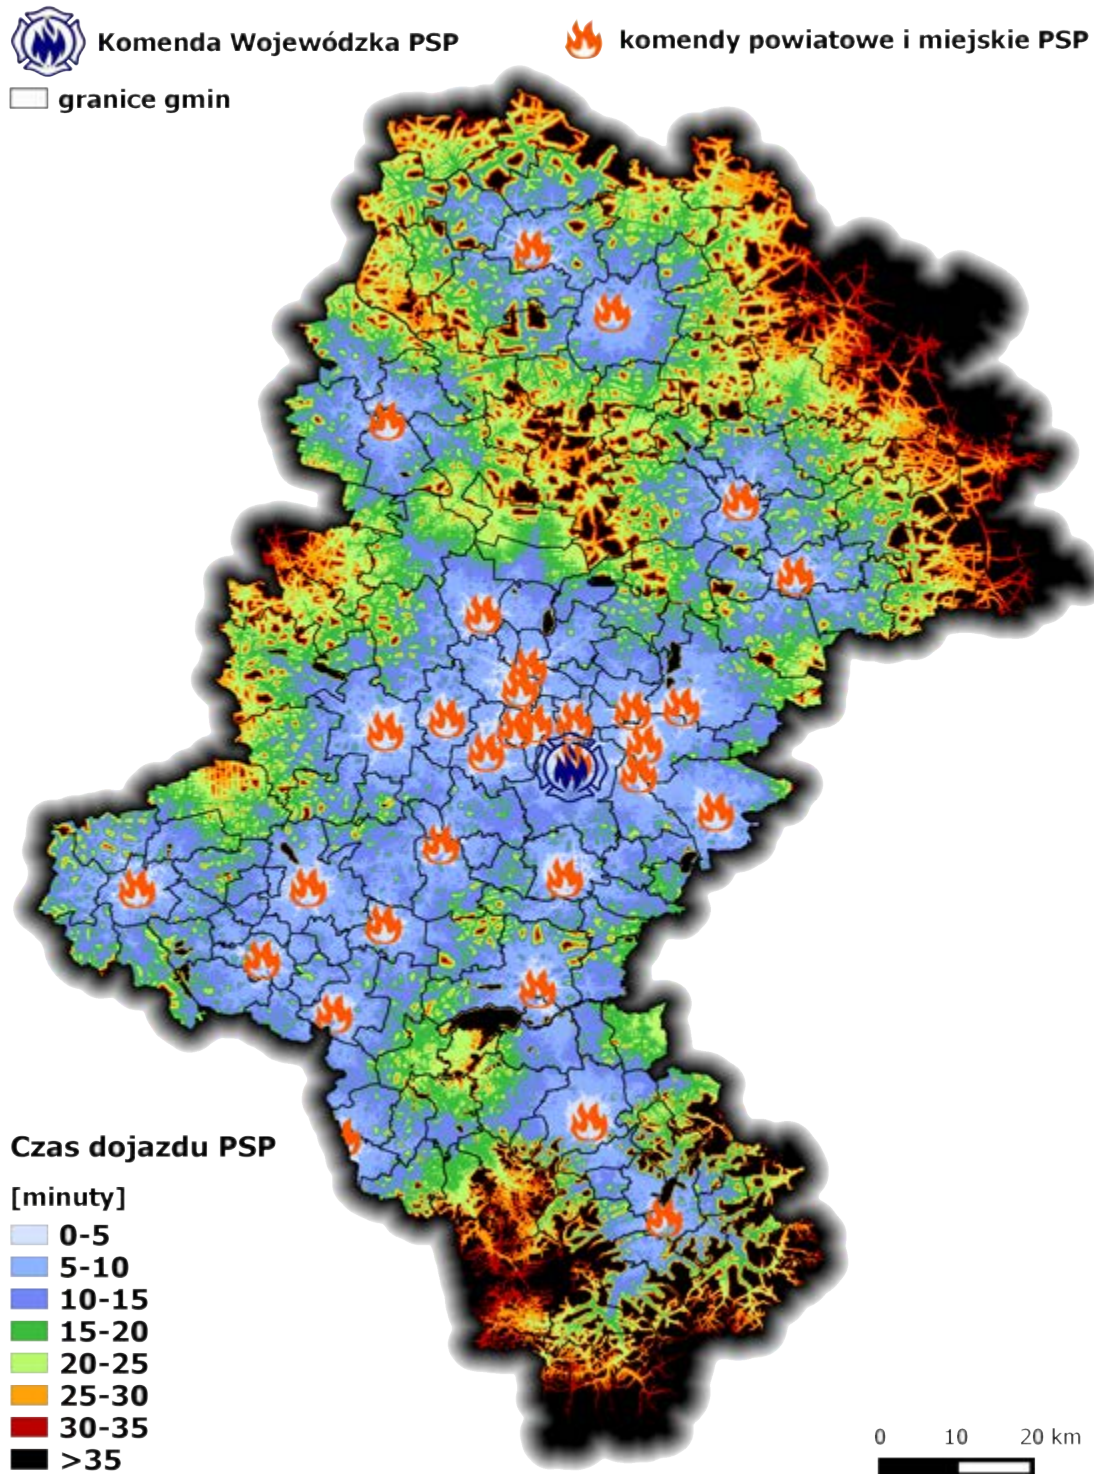 Komenda Wojewódzka PSP
komendy powiatowe i miejskie PSP
granice gmin
Czas dojazdu PSP
[minuty]
0-5
5-10
10-15
15-20
20-25
25-30
30-35
>35
0 10 20 km